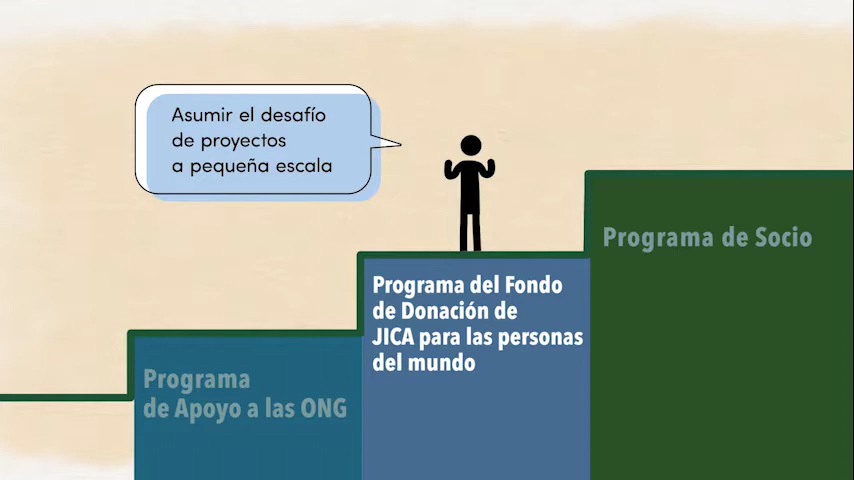 Asumir el desafío
de proyectos
a pequeña escala
Programa de Socio
Programa del Fondo
de Donación de
JICA para las personas
del mundo
Programa
de Apoyo a las ONG